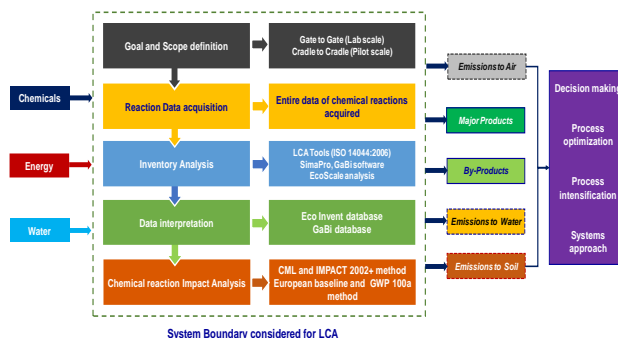 Goal and Scope definition
Gate to Gate (Lab scale)
Cradle to Cradle (Pilot scale)
Emissions to Air
Decision making
Chemicals
Reaction Data acquisition
Entire data of chemical reactions
acquired
Major Products
Process
optimization
Energy
Inventory Analysis
LCA Tools (ISO 14044:2006)
SimaPro, GaBi software
EcoScale analysis
By-Products
Process
intensification
Water
Data interpretation
Eco Invent database
GaBi database
Emissions to Water
Systems
approach
Chemical reaction Impact Analysis
CML and IMPACT 2002+ method
European baseline and GWP 100a
method
Emissions to Soil
System Boundary considered for LCA